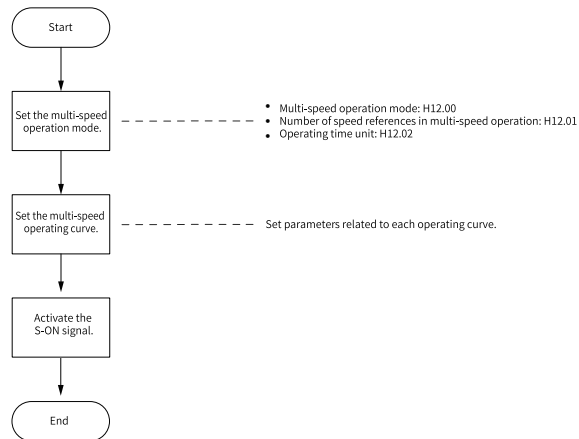 Start
Set the multi-speed
operation mode.
• Multi-speed operation mode: H12.00
• Number of speed references in multi-speed operation: H12.01
• Operating time unit: H12.02
Set the multi-speed
operating curve.
Set parameters related to each operating curve.
Activate the
S-ON signal.
End